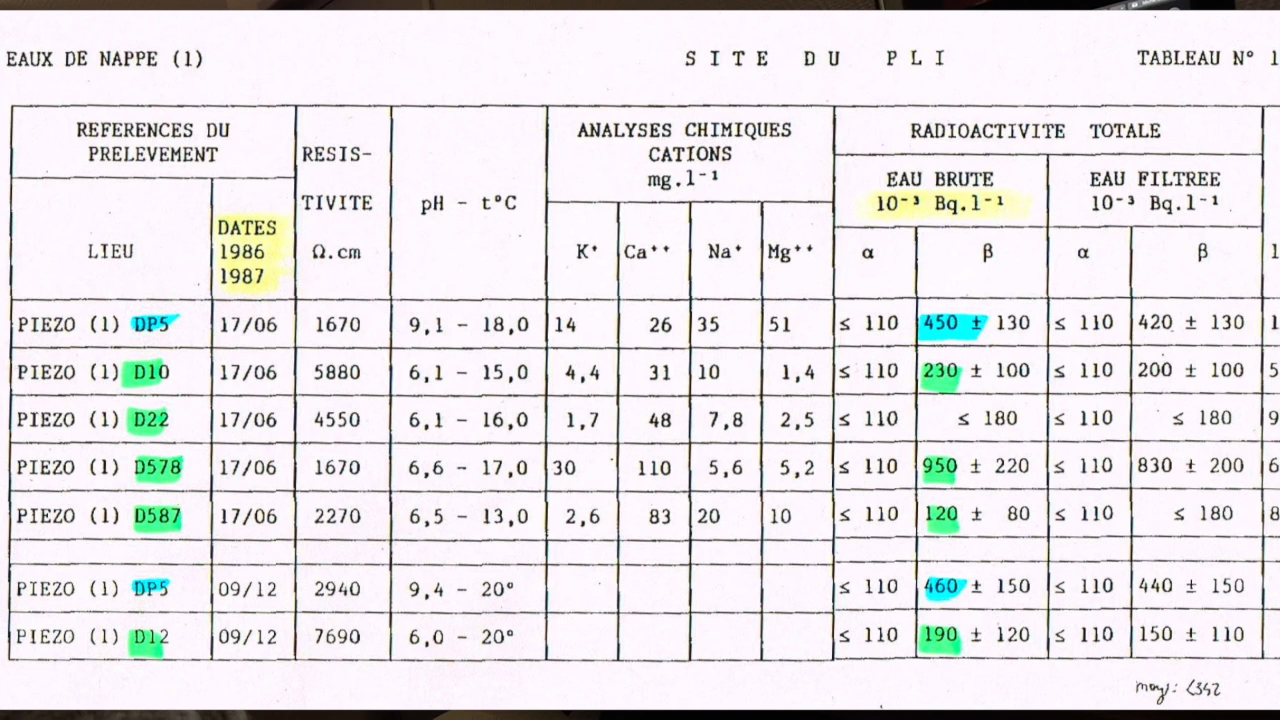 EAUX DE NAPPE (1) SITE DU PLI TABLEAU N° 1
REFERENCES DU PRELEVEMENT RESIS-TIVITE Ω.cm pH - t°C ANALYSES CHIMIQUES CATIONS mg.l⁻¹ RADIOACTIVITE TOTALE
EAU BRUTE 10⁻³ Bq.l⁻¹ EAU FILTREE 10⁻³ Bq.l⁻¹
LIEU DATES 1986 1987 K⁺ Ca⁺⁺ Na⁺ Mg⁺⁺ α β α β
PIEZO (1) DP5 17/06 1670 9,1 - 18,0 14 26 35 51 ≤ 110 450 ± 130 ≤ 110 420 ± 130
PIEZO (1) D10 17/06 5880 6,1 - 15,0 4,4 31 10 1,4 ≤ 110 230 ± 100 ≤ 110 200 ± 100
PIEZO (1) D22 17/06 4550 6,1 - 16,0 1,7 48 7,8 2,5 ≤ 110 ≤ 180 ≤ 110 ≤ 180
PIEZO (1) D578 17/06 1670 6,6 - 17,0 30 110 5,6 5,2 ≤ 110 950 ± 220 ≤ 110 830 ± 200
PIEZO (1) D587 17/06 2270 6,5 - 13,0 2,6 83 20 10 ≤ 110 120 ± 80 ≤ 110 ≤ 180
PIEZO (1) DP5 09/12 2940 9,4 - 20° ≤ 110 460 ± 150 ≤ 110 440 ± 150
PIEZO (1) D12 09/12 7690 6,0 - 20° ≤ 110 190 ± 120 ≤ 110 150 ± 110
moy: <342